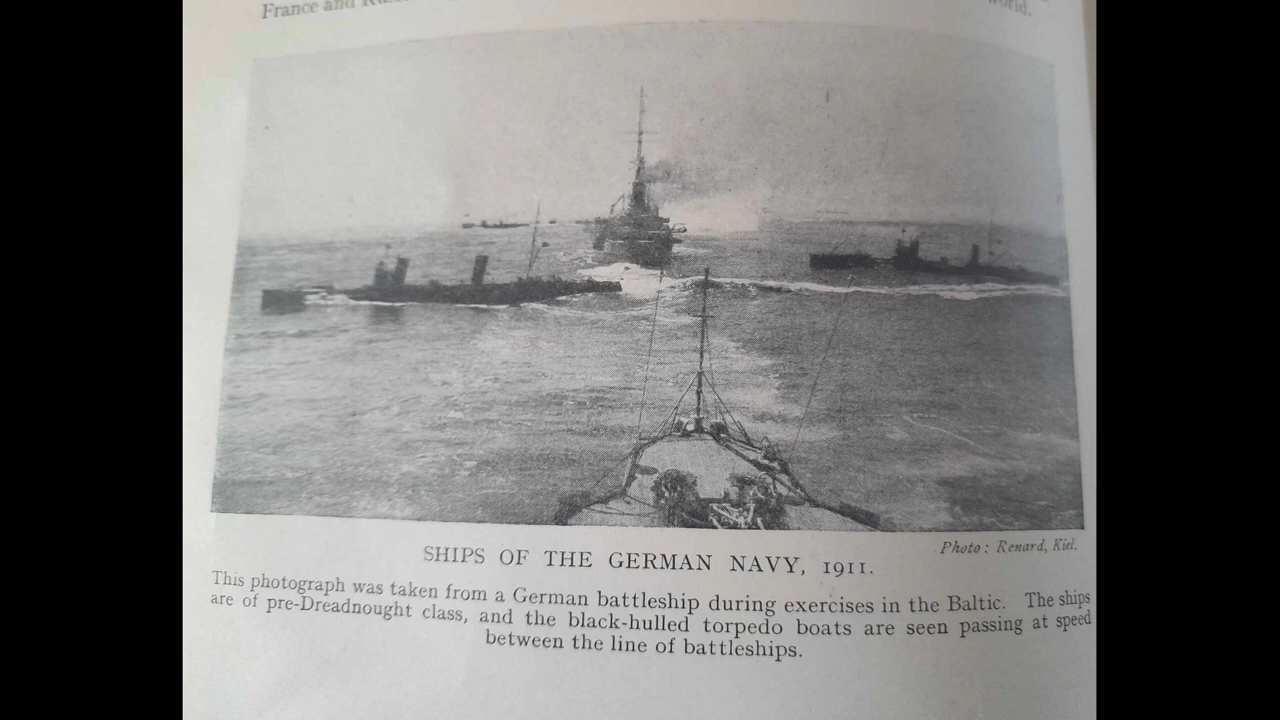 France and
world.
Photo: Renard, Kiel.
SHIPS OF THE GERMAN NAVY, 1911.
This photograph was taken from a German battleship during exercises in the Baltic. The ships
are of pre-Dreadnought class, and the black-hulled torpedo boats are seen passing at speed
between the line of battleships.